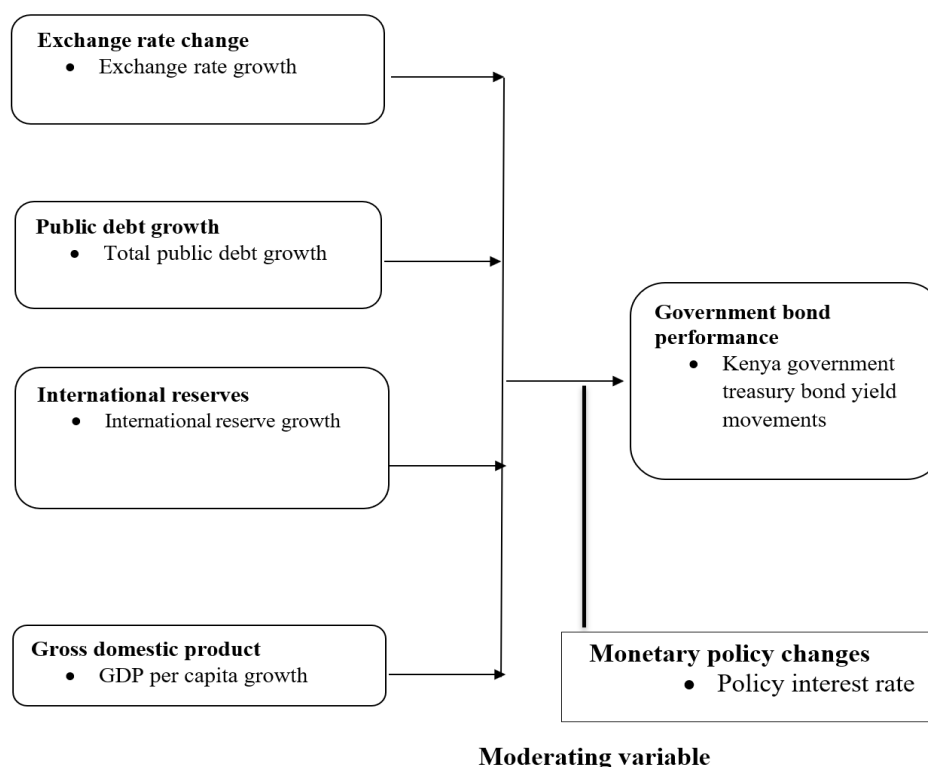 Exchange rate change
• Exchange rate growth
Public debt growth
• Total public debt growth
International reserves
• International reserve growth
Gross domestic product
• GDP per capita growth
Government bond
performance
• Kenya government
treasury bond yield
movements
Monetary policy changes
• Policy interest rate
Moderating variable